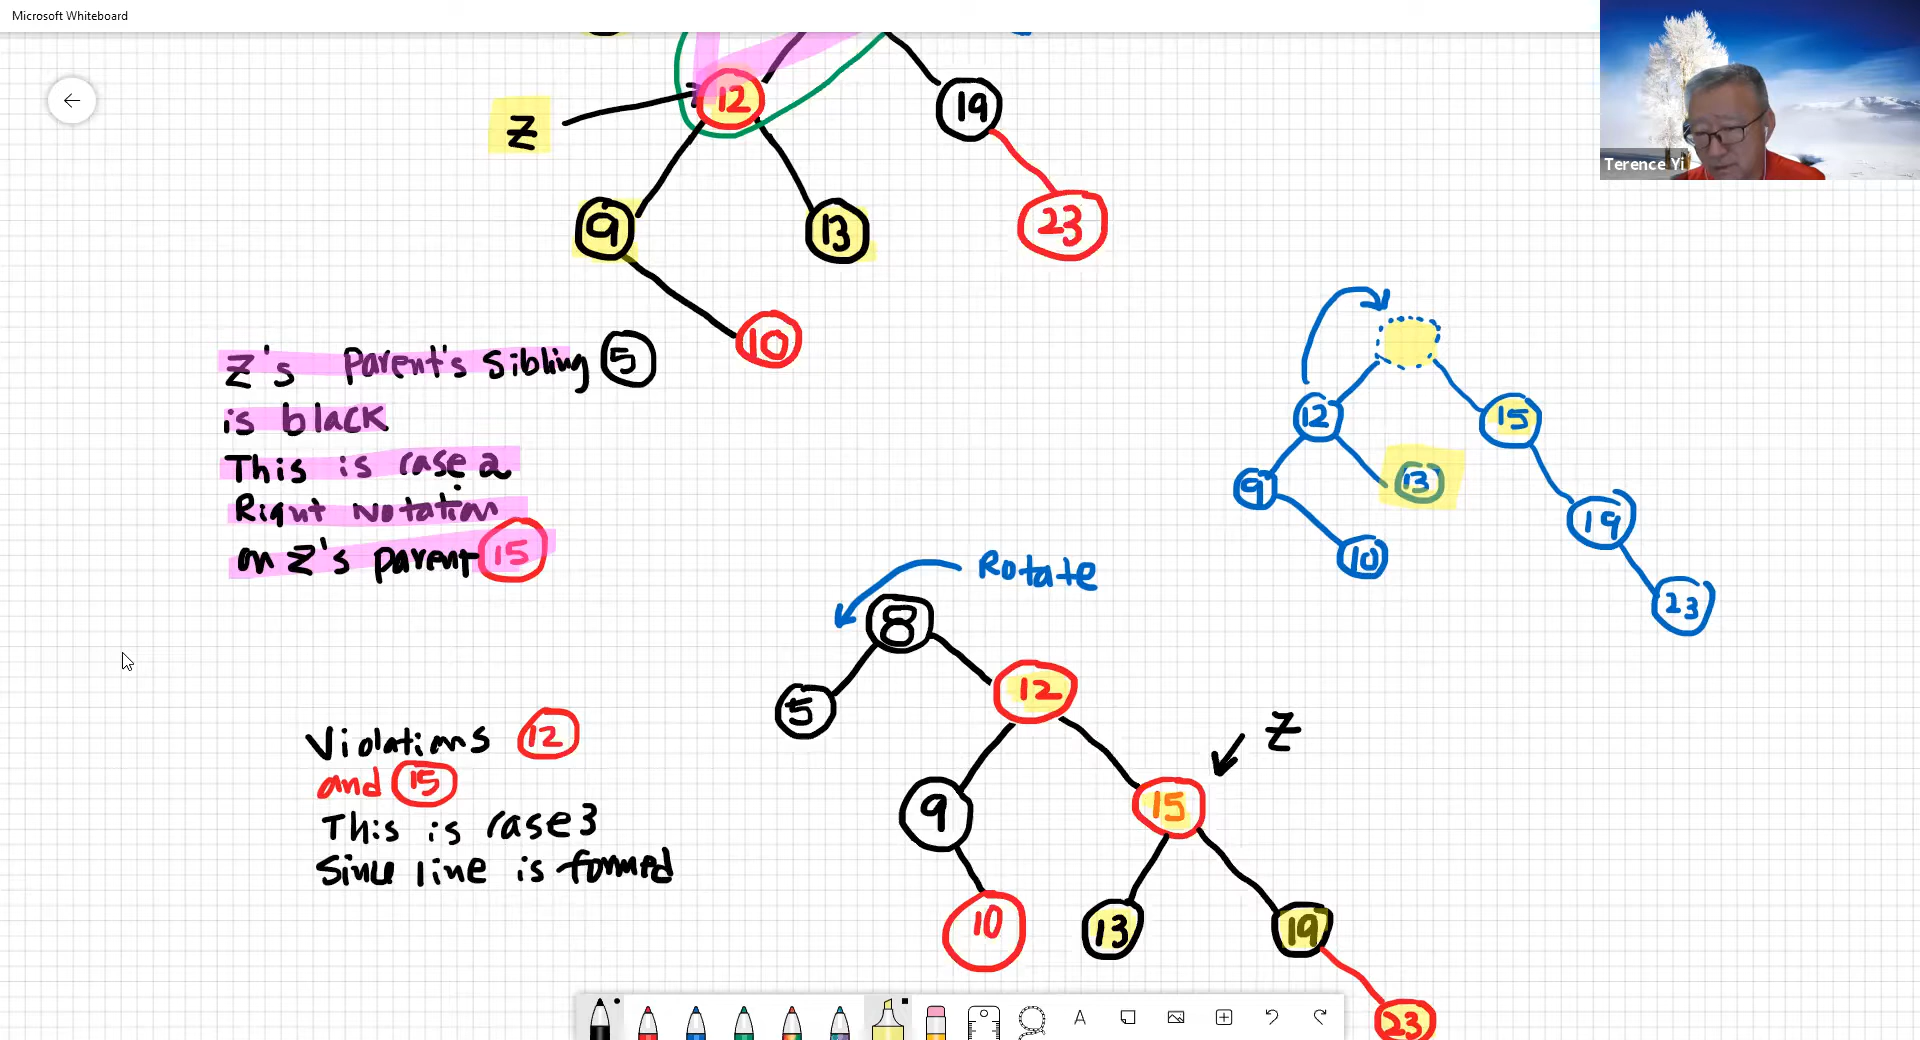 Microsoft Whiteboard
Terence Yi
12
19
Z
9
13
23
10
Z's Parent's Sibling 5
is black
This is case 2
Right Rotation
on Z's parent 15
12
15
9
13
19
10
23
Rotate
8
12
5
Z
Violations 12
and 15
This is case 3
Since line is formed
15
9
10
13
19
23
A